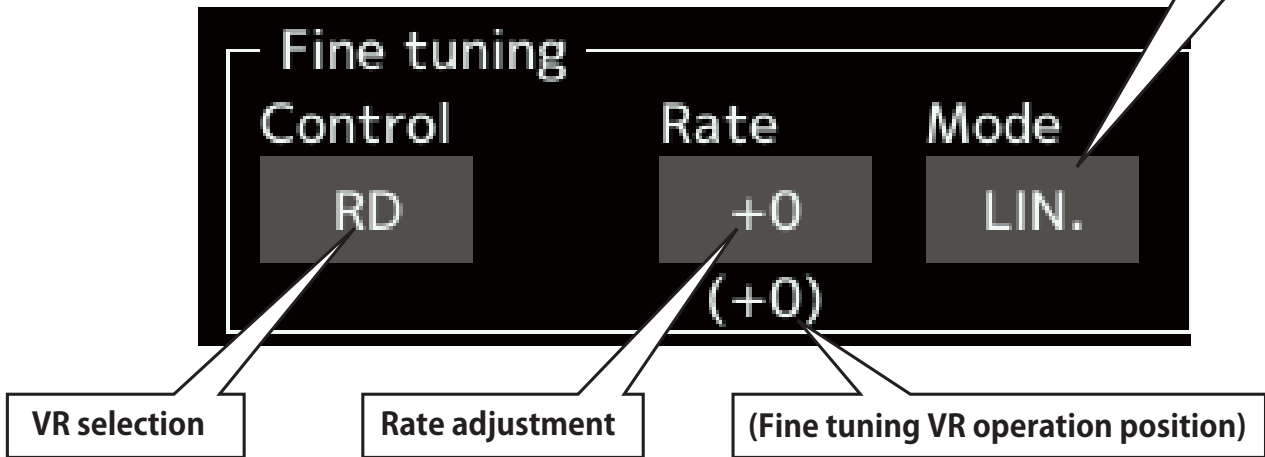 Fine tuning
Control Rate Mode
RD +0 LIN.
(+0)
VR selection Rate adjustment (Fine tuning VR operation position)